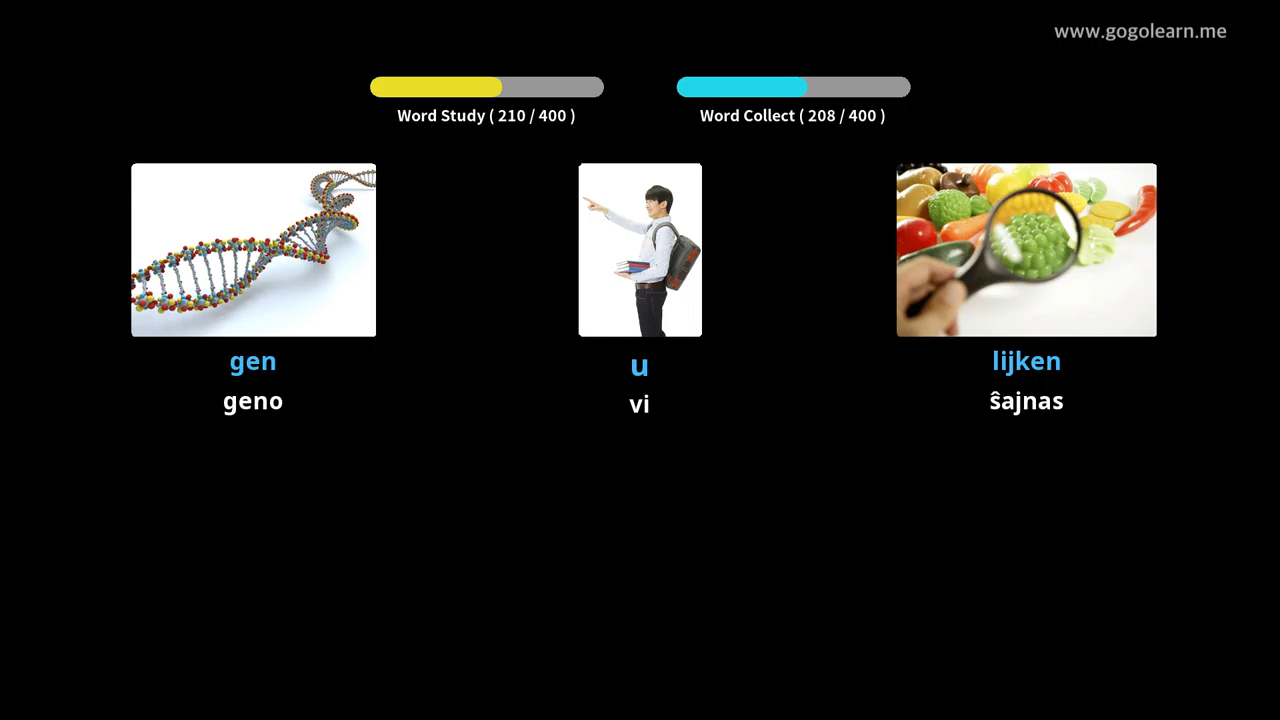 www.gogolearn.me
Word Study ( 210 / 400 )
Word Collect ( 208 / 400 )
gen
geno
u
vi
lijken
ŝajnas